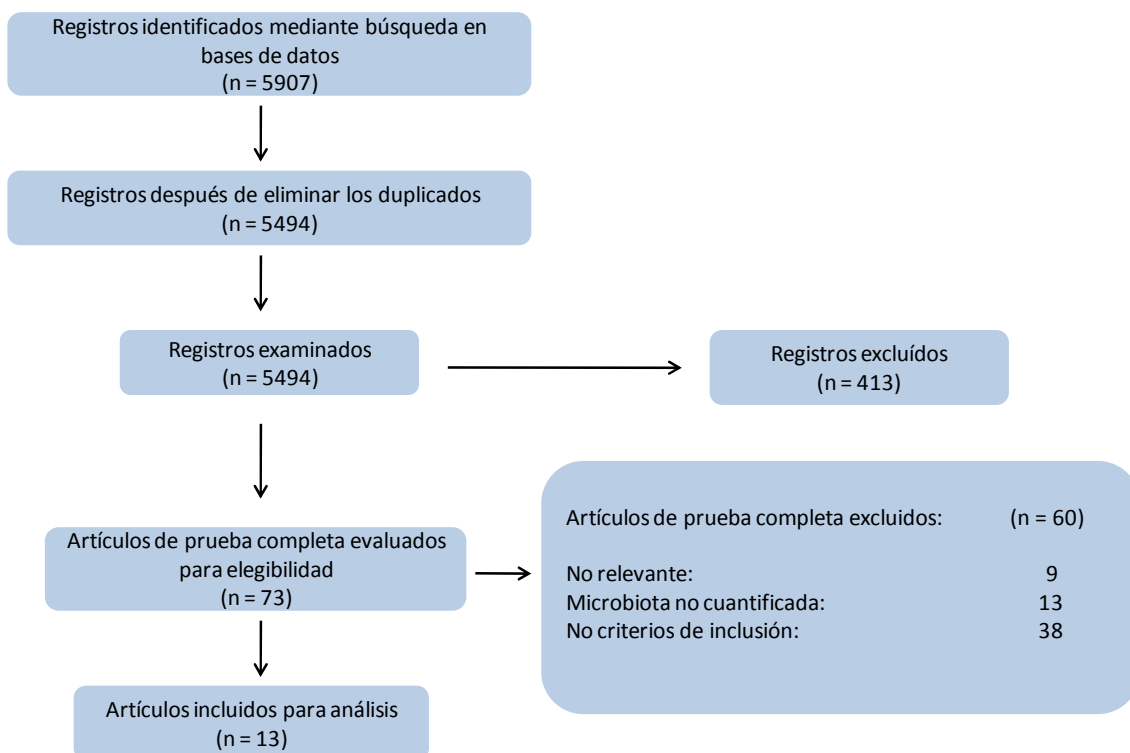 Registros identificados mediante búsqueda en
bases de datos
(n = 5907)
Registros después de eliminar los duplicados
(n = 5494)
Registros examinados
(n = 5494)
Registros excluídos
(n = 413)
Artículos de prueba completa evaluados
para elegibilidad
(n = 73)
Artículos de prueba completa excluidos: (n = 60)
No relevante: 9
Microbiota no cuantificada: 13
No criterios de inclusión: 38
Artículos incluidos para análisis
(n = 13)